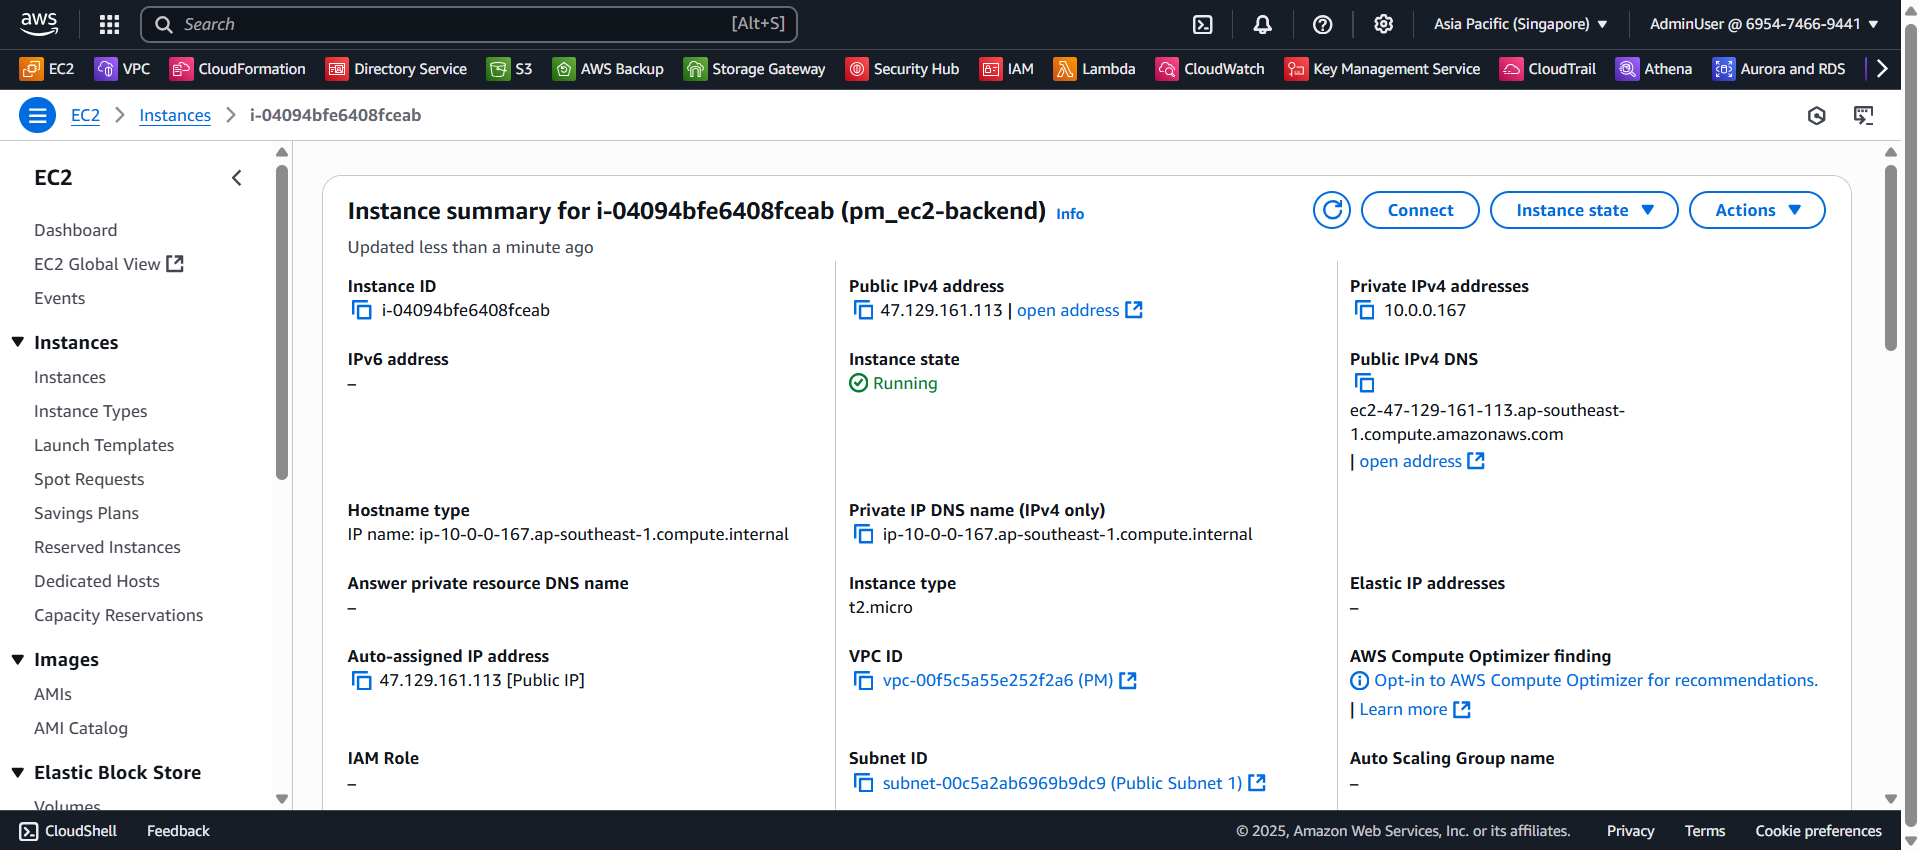 aws
Search [Alt+S]
Asia Pacific (Singapore)
AdminUser @ 6954-7466-9441
EC2 VPC CloudFormation Directory Service S3 AWS Backup Storage Gateway Security Hub IAM Lambda CloudWatch Key Management Service CloudTrail Athena Aurora and RDS
EC2 Instances i-04094bfe6408fceab
EC2
Dashboard
EC2 Global View
Events
Instances
Instances
Instance Types
Launch Templates
Spot Requests
Savings Plans
Reserved Instances
Dedicated Hosts
Capacity Reservations
Images
AMIs
AMI Catalog
Elastic Block Store
Volumes
Instance summary for i-04094bfe6408fceab (pm_ec2-backend) Info
Updated less than a minute ago
Connect
Instance state
Actions
Instance ID
i-04094bfe6408fceab
Public IPv4 address
47.129.161.113 | open address
Private IPv4 addresses
10.0.0.167
IPv6 address
–
Instance state
Running
Public IPv4 DNS
ec2-47-129-161-113.ap-southeast-
1.compute.amazonaws.com
| open address
Hostname type
IP name: ip-10-0-0-167.ap-southeast-1.compute.internal
Private IP DNS name (IPv4 only)
ip-10-0-0-167.ap-southeast-1.compute.internal
Answer private resource DNS name
–
Instance type
t2.micro
Elastic IP addresses
–
Auto-assigned IP address
47.129.161.113 [Public IP]
VPC ID
vpc-00f5c5a55e252f2a6 (PM)
AWS Compute Optimizer finding
Opt-in to AWS Compute Optimizer for recommendations.
| Learn more
IAM Role
–
Subnet ID
subnet-00c5a2ab6969b9dc9 (Public Subnet 1)
Auto Scaling Group name
–
CloudShell Feedback
© 2025, Amazon Web Services, Inc. or its affiliates. Privacy Terms Cookie preferences